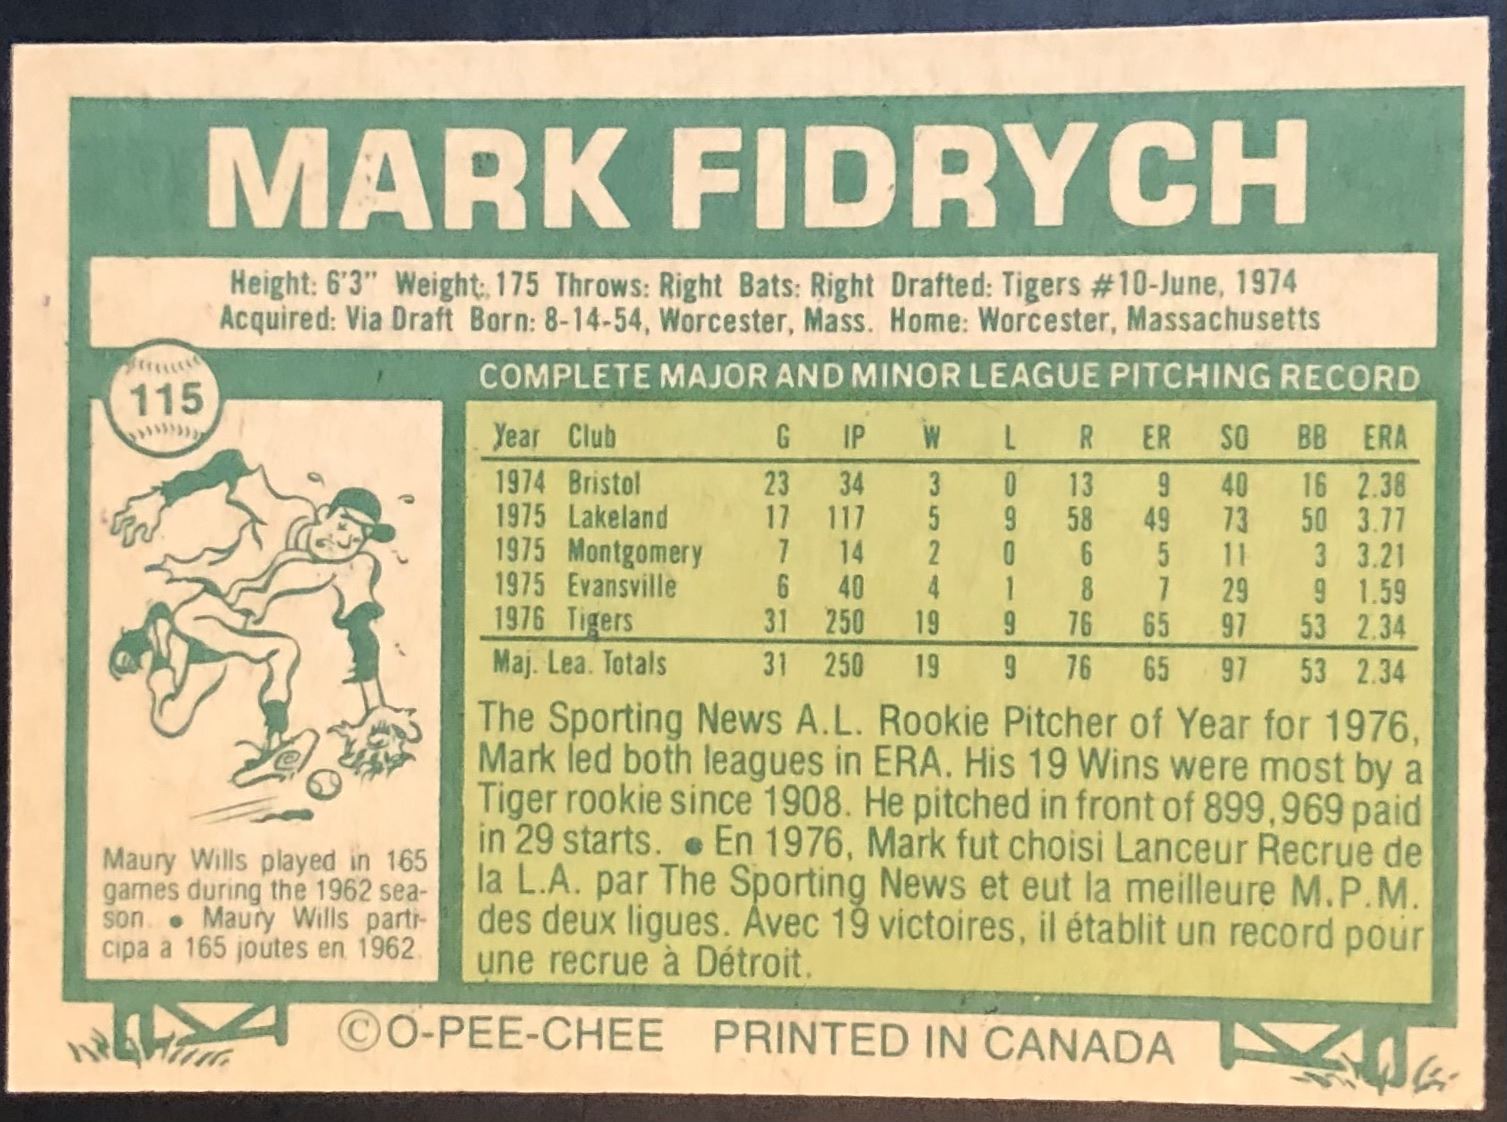 MARK FIDRYCH
Height: 6'3" Weight: 175 Throws: Right Bats: Right Drafted: Tigers #10-June, 1974
Acquired: Via Draft Born: 8-14-54, Worcester, Mass. Home: Worcester, Massachusetts
115
COMPLETE MAJOR AND MINOR LEAGUE PITCHING RECORD
Year Club G IP W L R ER SO BB ERA
1974 Bristol 23 34 3 0 13 9 40 16 2.38
1975 Lakeland 17 117 5 9 58 49 73 50 3.77
1975 Montgomery 7 14 2 0 6 5 11 3 3.21
1975 Evansville 6 40 4 1 8 7 29 9 1.59
1976 Tigers 31 250 19 9 76 65 97 53 2.34
Maj. Lea. Totals 31 250 19 9 76 65 97 53 2.34
The Sporting News A.L. Rookie Pitcher of Year for 1976,
Mark led both leagues in ERA. His 19 Wins were most by a
Tiger rookie since 1908. He pitched in front of 899,969 paid
in 29 starts. • En 1976, Mark fut choisi Lanceur Recrue de
la L.A. par The Sporting News et eut la meilleure M.P.M.
des deux ligues. Avec 19 victoires, il établit un record pour
une recrue à Détroit.
Maury Wills played in 165
games during the 1962 sea-
son. • Maury Wills parti-
cipa à 165 joutes en 1962.
©O-PEE-CHEE PRINTED IN CANADA